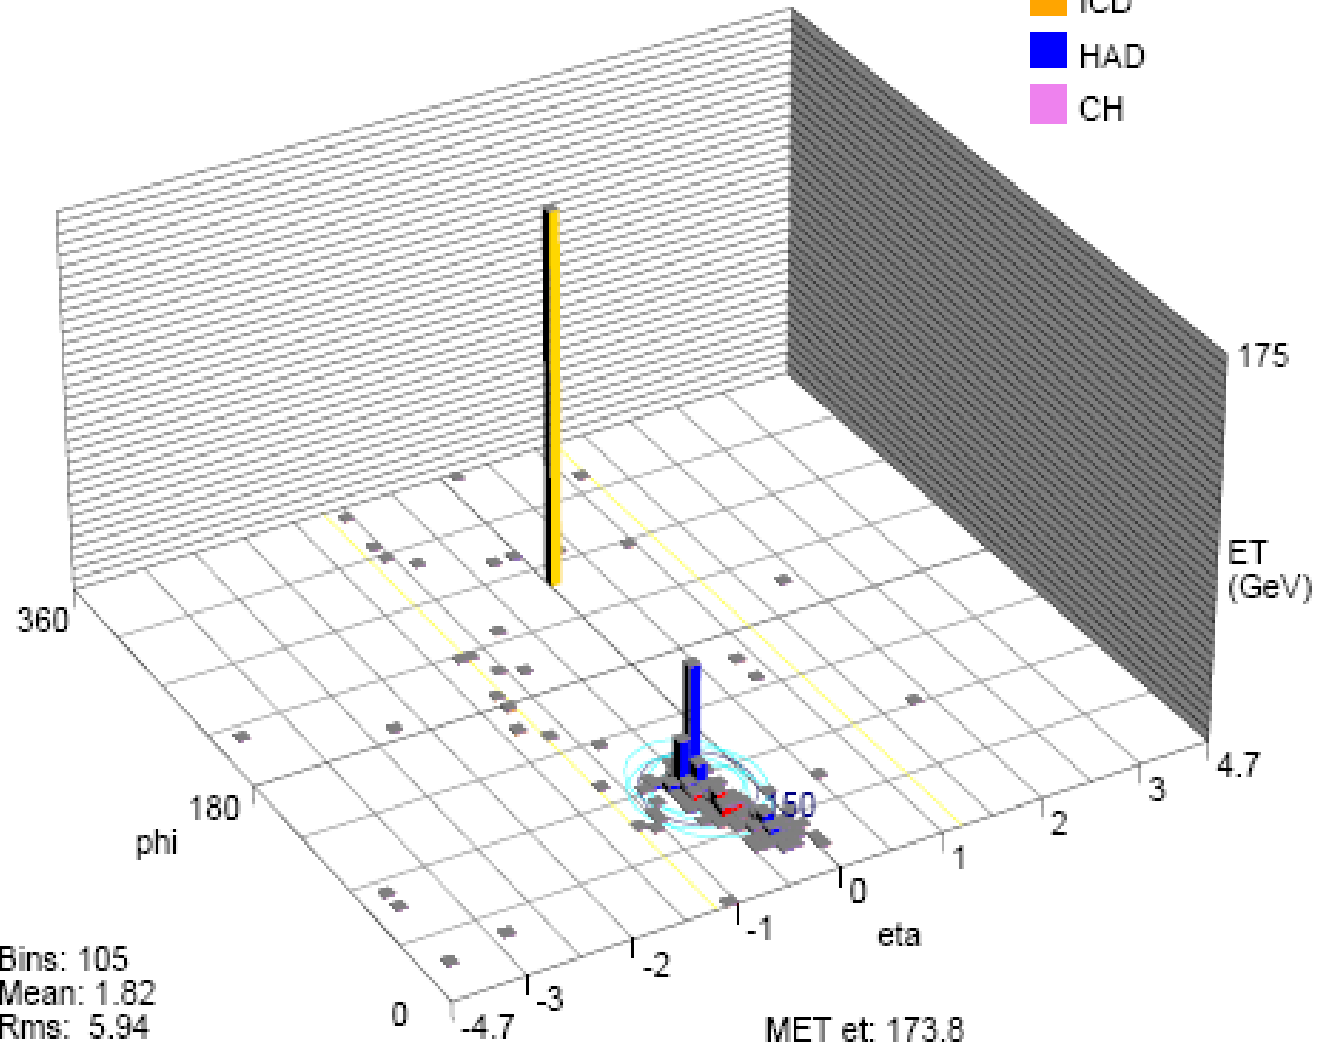 ICD
HAD
CH
175
ET
(GeV)
360
180
phi
0
-4.7
-3
-2
-1
0
1
2
3
4.7
eta
150
Bins: 105
Mean: 1.82
Rms: 5.94
MET et: 173.8